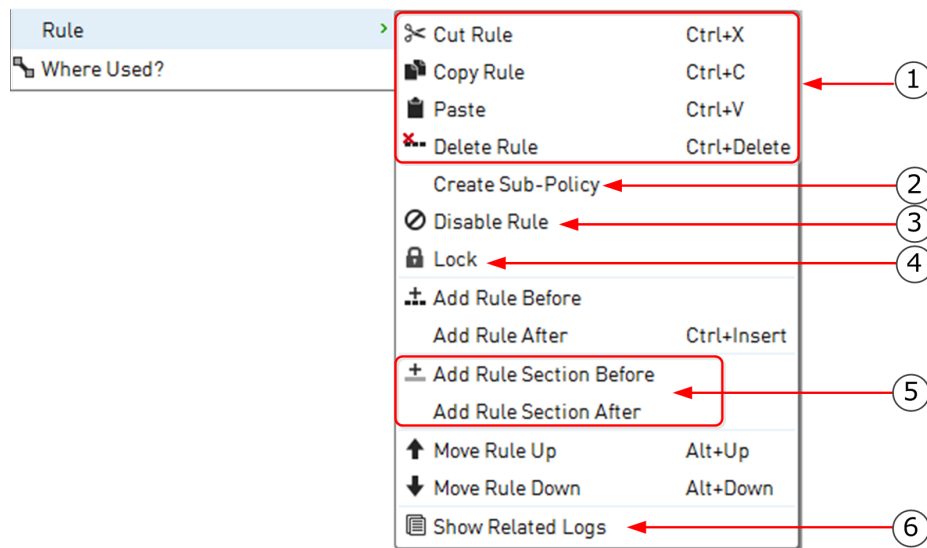 Rule
Where Used?
Cut Rule Ctrl+X
Copy Rule Ctrl+C
Paste Ctrl+V
Delete Rule Ctrl+Delete
Create Sub-Policy
Disable Rule
Lock
Add Rule Before
Add Rule After Ctrl+Insert
Add Rule Section Before
Add Rule Section After
Move Rule Up Alt+Up
Move Rule Down Alt+Down
Show Related Logs
1
2
3
4
5
6